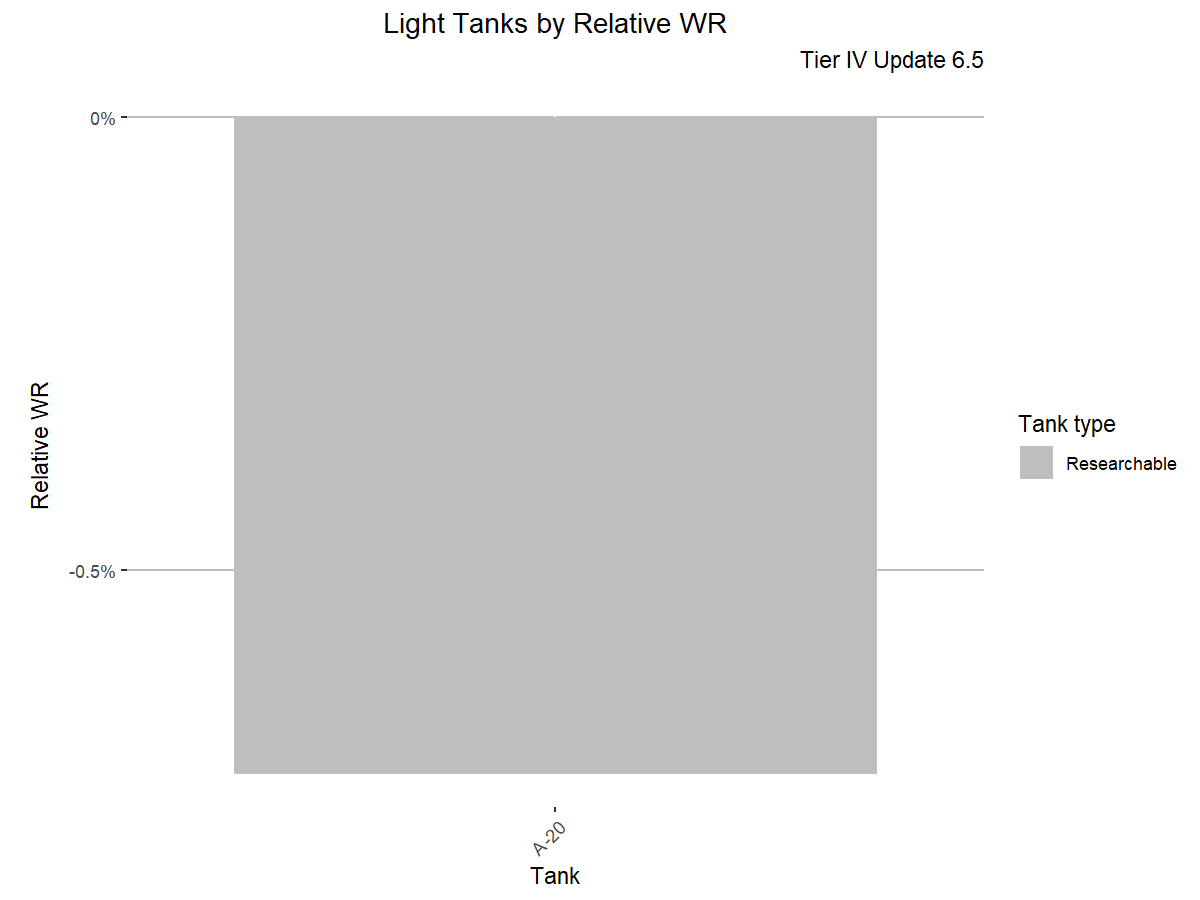 Light Tanks by Relative WR
Tier IV Update 6.5
0%
-0.5%
Relative WR
A-20
Tank
Tank type
Researchable